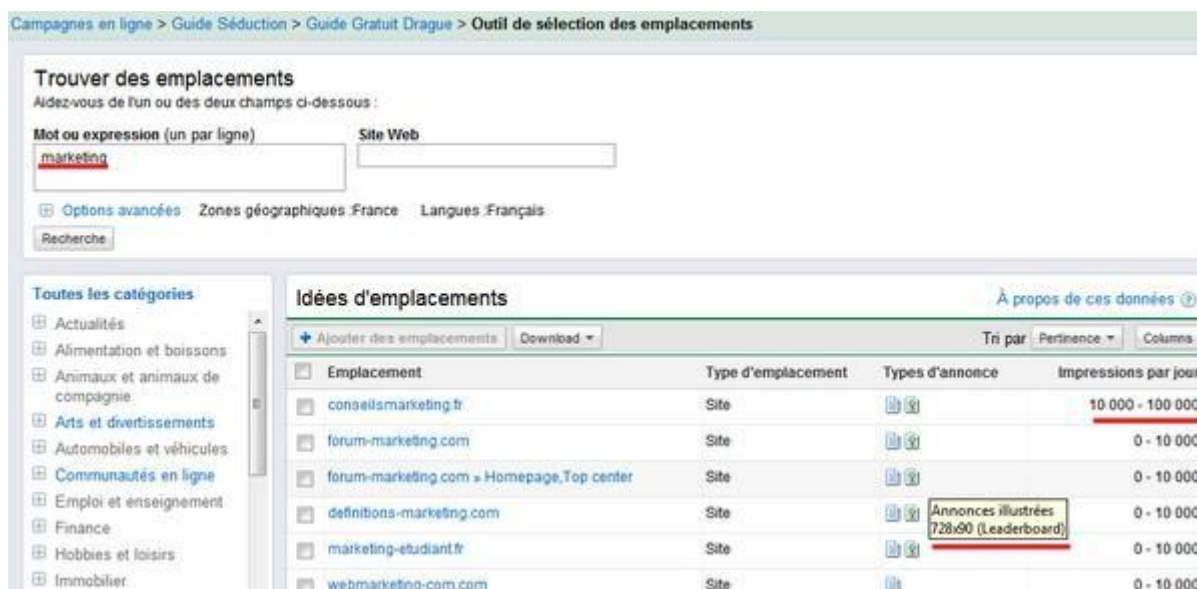 Campagnes en ligne > Guide Séduction > Guide Gratuit Drague > Outil de sélection des emplacements
Trouver des emplacements
Aidez-vous de l'un ou des deux champs ci-dessous :
Mot ou expression (un par ligne)
Site Web
marketing
Options avancées Zones géographiques :France Langues :Français
Recherche
Toutes les catégories
Actualités
Alimentation et boissons
Animaux et animaux de
compagnie
Arts et divertissements
Automobiles et véhicules
Communautés en ligne
Emploi et enseignement
Finance
Hobbies et loisirs
Immobilier
Idées d'emplacements
À propos de ces données ?
+ Ajouter des emplacements Download
Tri par Pertinence Columns
Emplacement Type d'emplacement Types d'annonce Impressions par jour
conseilsmarketing.fr Site 10 000 - 100 000
forum-marketing.com Site 0 - 10 000
forum-marketing.com » Homepage,Top center Site 0 - 10 000
definitions-marketing.com Site 0 - 10 000
Annonces illustrées
728x90 (Leaderboard)
marketing-etudiant.fr Site 0 - 10 000
webmarketing-com.com Site 0 - 10 000